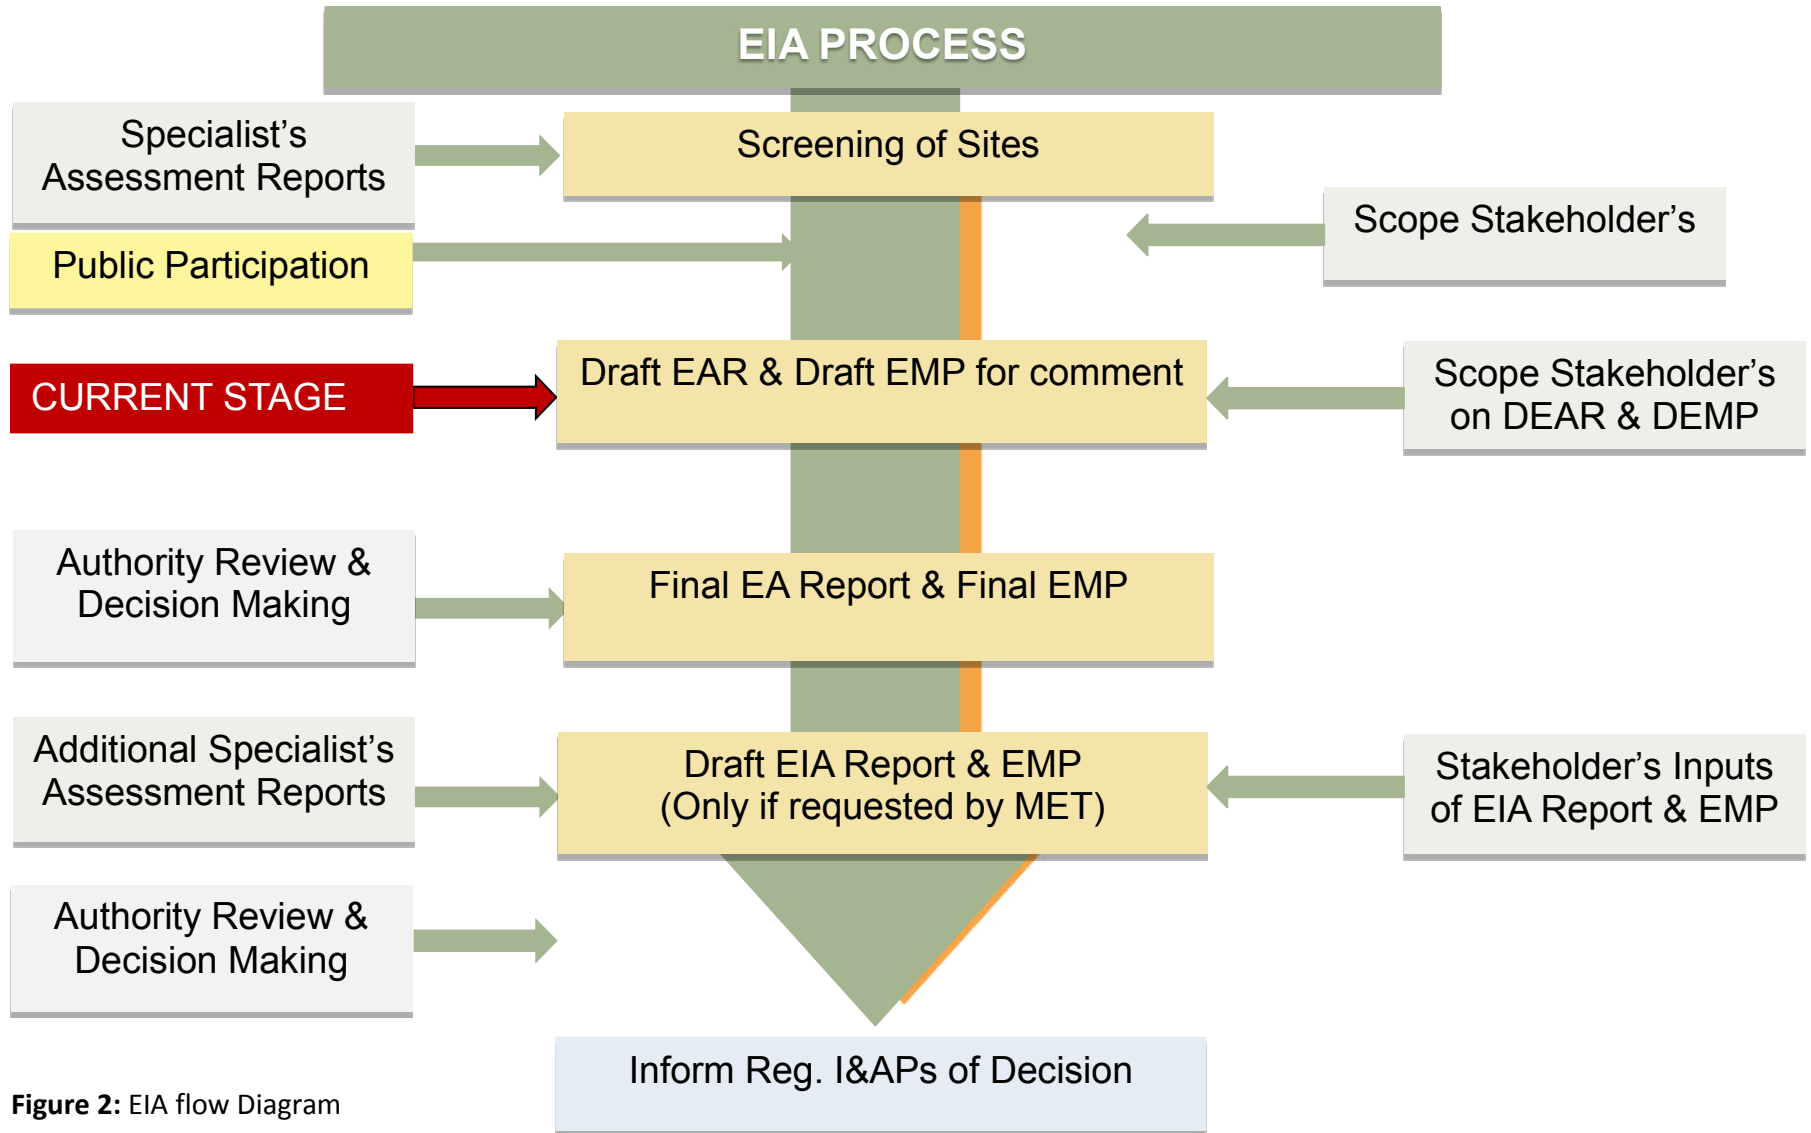 EIA PROCESS
Specialist's
Assessment Reports
Screening of Sites
Scope Stakeholder's
Public Participation
CURRENT STAGE
Draft EAR & Draft EMP for comment
Scope Stakeholder's
on DEAR & DEMP
Authority Review &
Decision Making
Final EA Report & Final EMP
Additional Specialist's
Assessment Reports
Draft EIA Report & EMP
(Only if requested by MET)
Stakeholder's Inputs
of EIA Report & EMP
Authority Review &
Decision Making
Inform Reg. I&APs of Decision
Figure 2: EIA flow Diagram